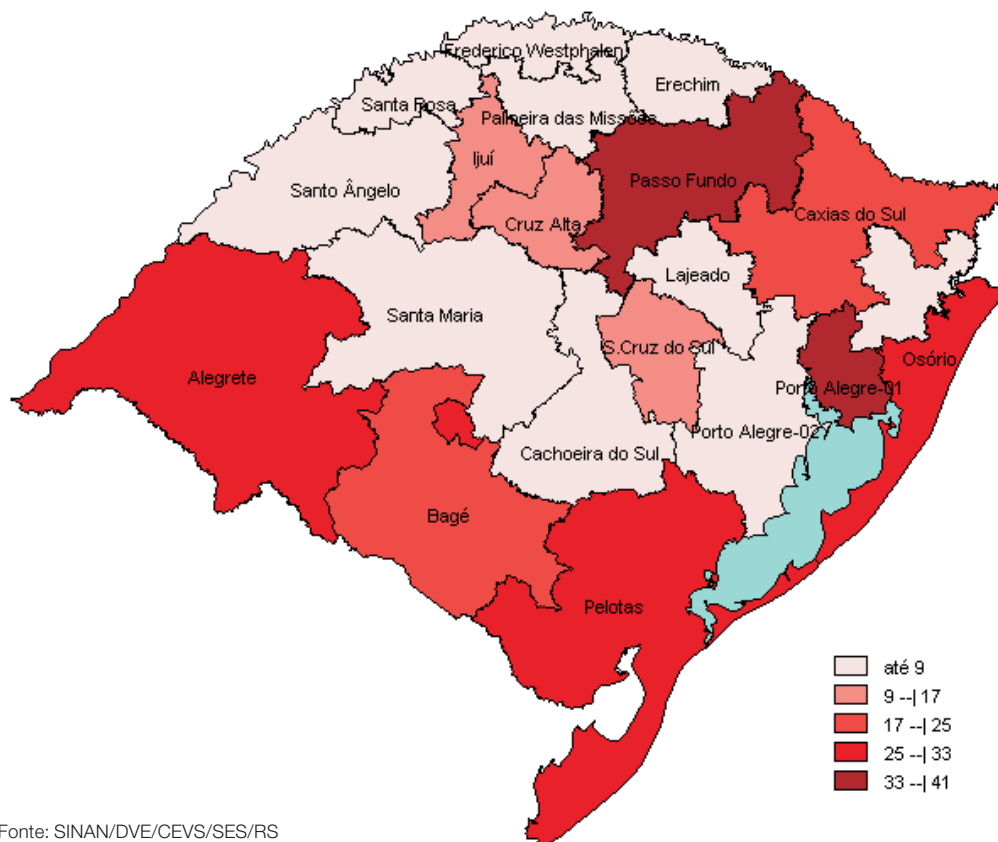 Frederico Westphalen
Erechim
Santa Rosa
Palmeira das Missões
Ijuí
Passo Fundo
Santo Ângelo
Caxias do Sul
Cruz Alta
Lajeado
Santa Maria
S.Cruz do Sul
Osório
Alegrete
Porto Alegre-01
Porto Alegre-027
Cachoeira do Sul
Bagé
Pelotas
até 9
9 --| 17
17 --| 25
25 --| 33
33 --| 41
Fonte: SINAN/DVE/CEVS/SES/RS